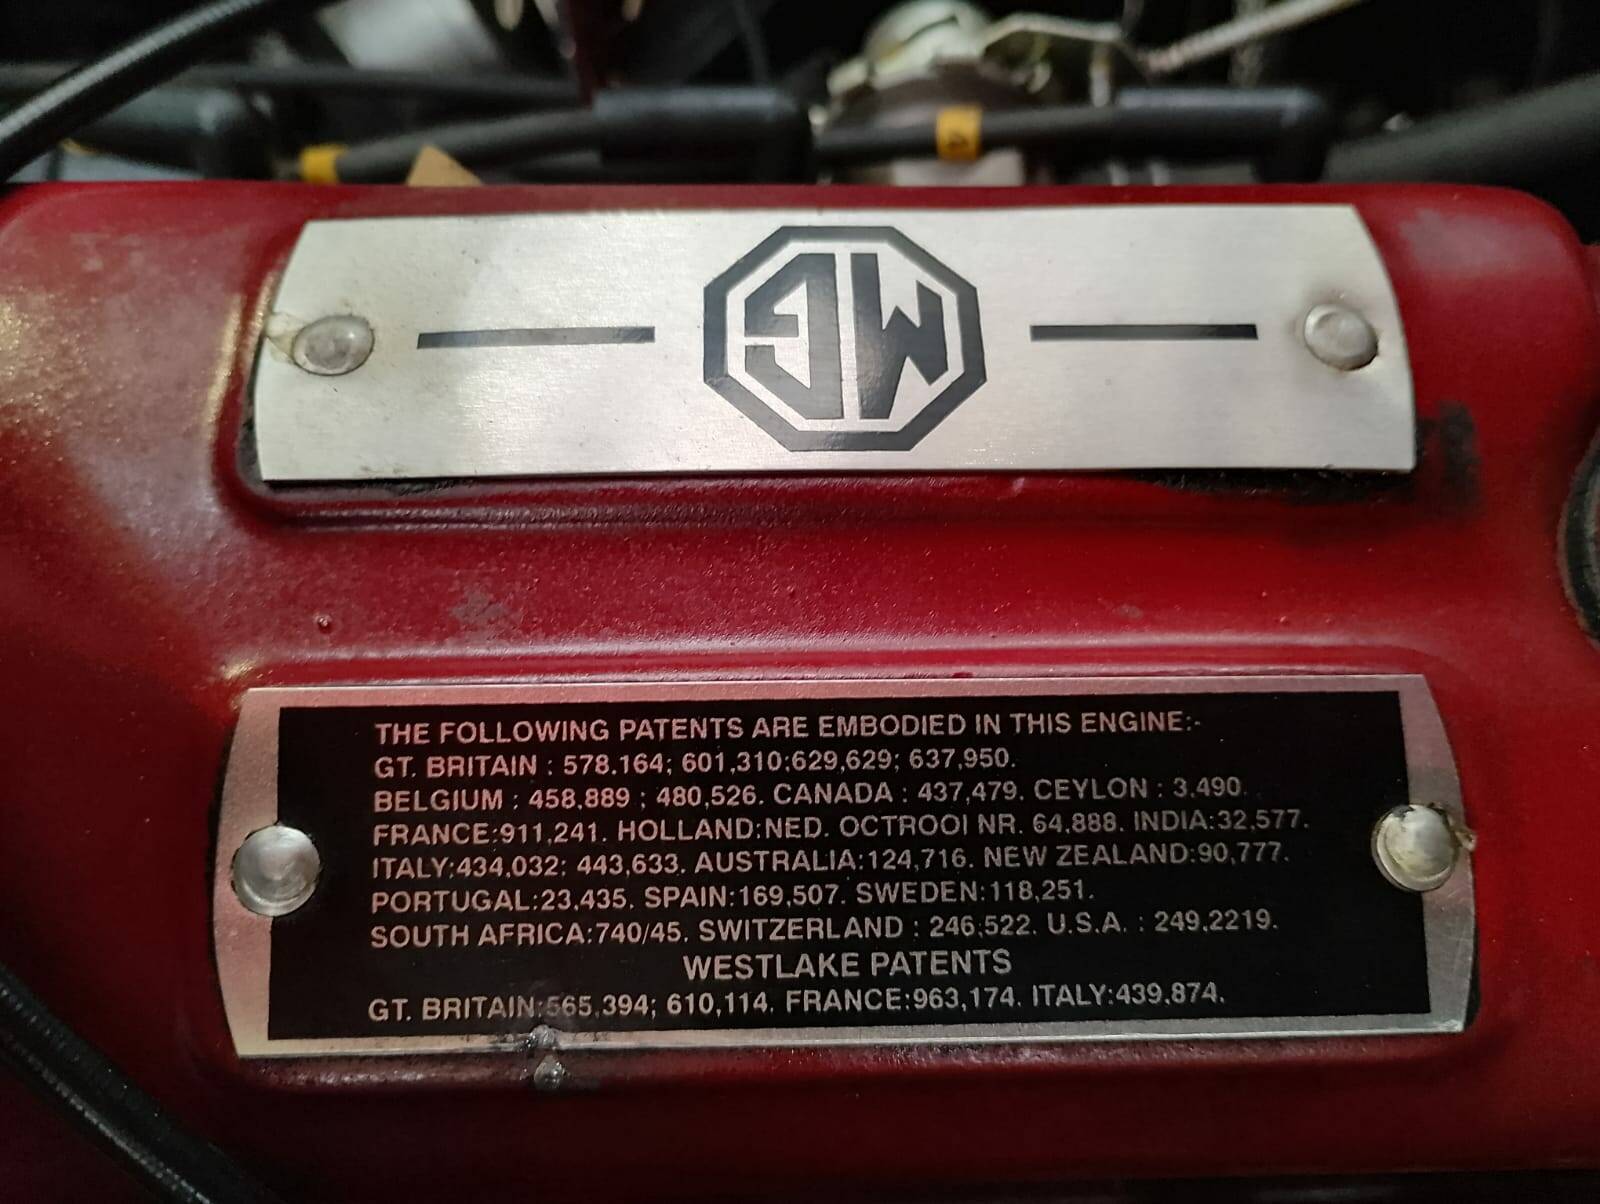 4
MG
THE FOLLOWING PATENTS ARE EMBODIED IN THIS ENGINE:-
GT. BRITAIN : 578.164; 601,310;629,629; 637,950.
BELGIUM : 458,889 ; 480,526. CANADA : 437,479. CEYLON : 3,490.
FRANCE:911,241. HOLLAND:NED. OCTROOI NR. 64,888. INDIA:32,577.
ITALY:434,032; 443,633. AUSTRALIA:124,716. NEW ZEALAND:90,777.
PORTUGAL:23,435. SPAIN:169,507. SWEDEN:118,251.
SOUTH AFRICA:740/45. SWITZERLAND : 246,522. U.S.A. : 249,2219.
WESTLAKE PATENTS
GT. BRITAIN:565,394; 610,114. FRANCE:963,174. ITALY:439,874.